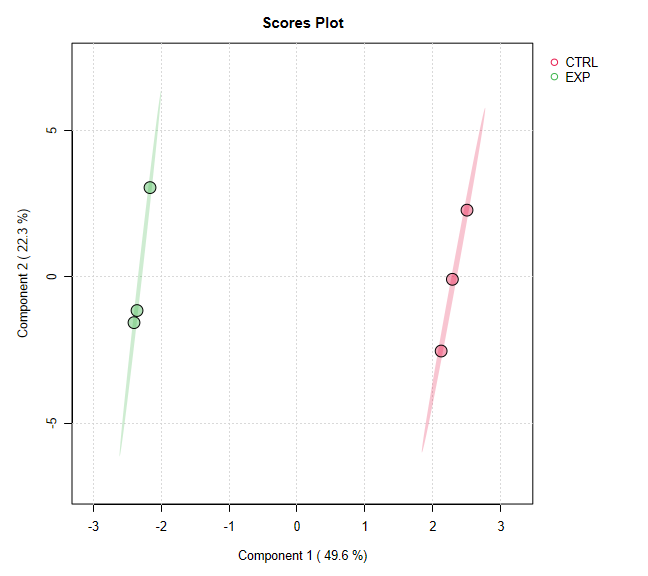 Scores Plot
CTRL
EXP
5
0
-5
Component 2 ( 22.3 %)
-3 -2 -1 0 1 2 3
Component 1 ( 49.6 %)